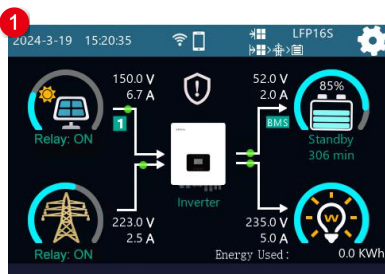 1
2024-3-19 15:20:35
LFP16S
150.0 V
6.7 A
1
Relay: ON
52.0 V
2.0 A
BMS
85%
Standby
306 min
Inverter
223.0 V
2.5 A
Relay: ON
235.0 V
5.0 A
W
Energy Used: 0.0 KWh